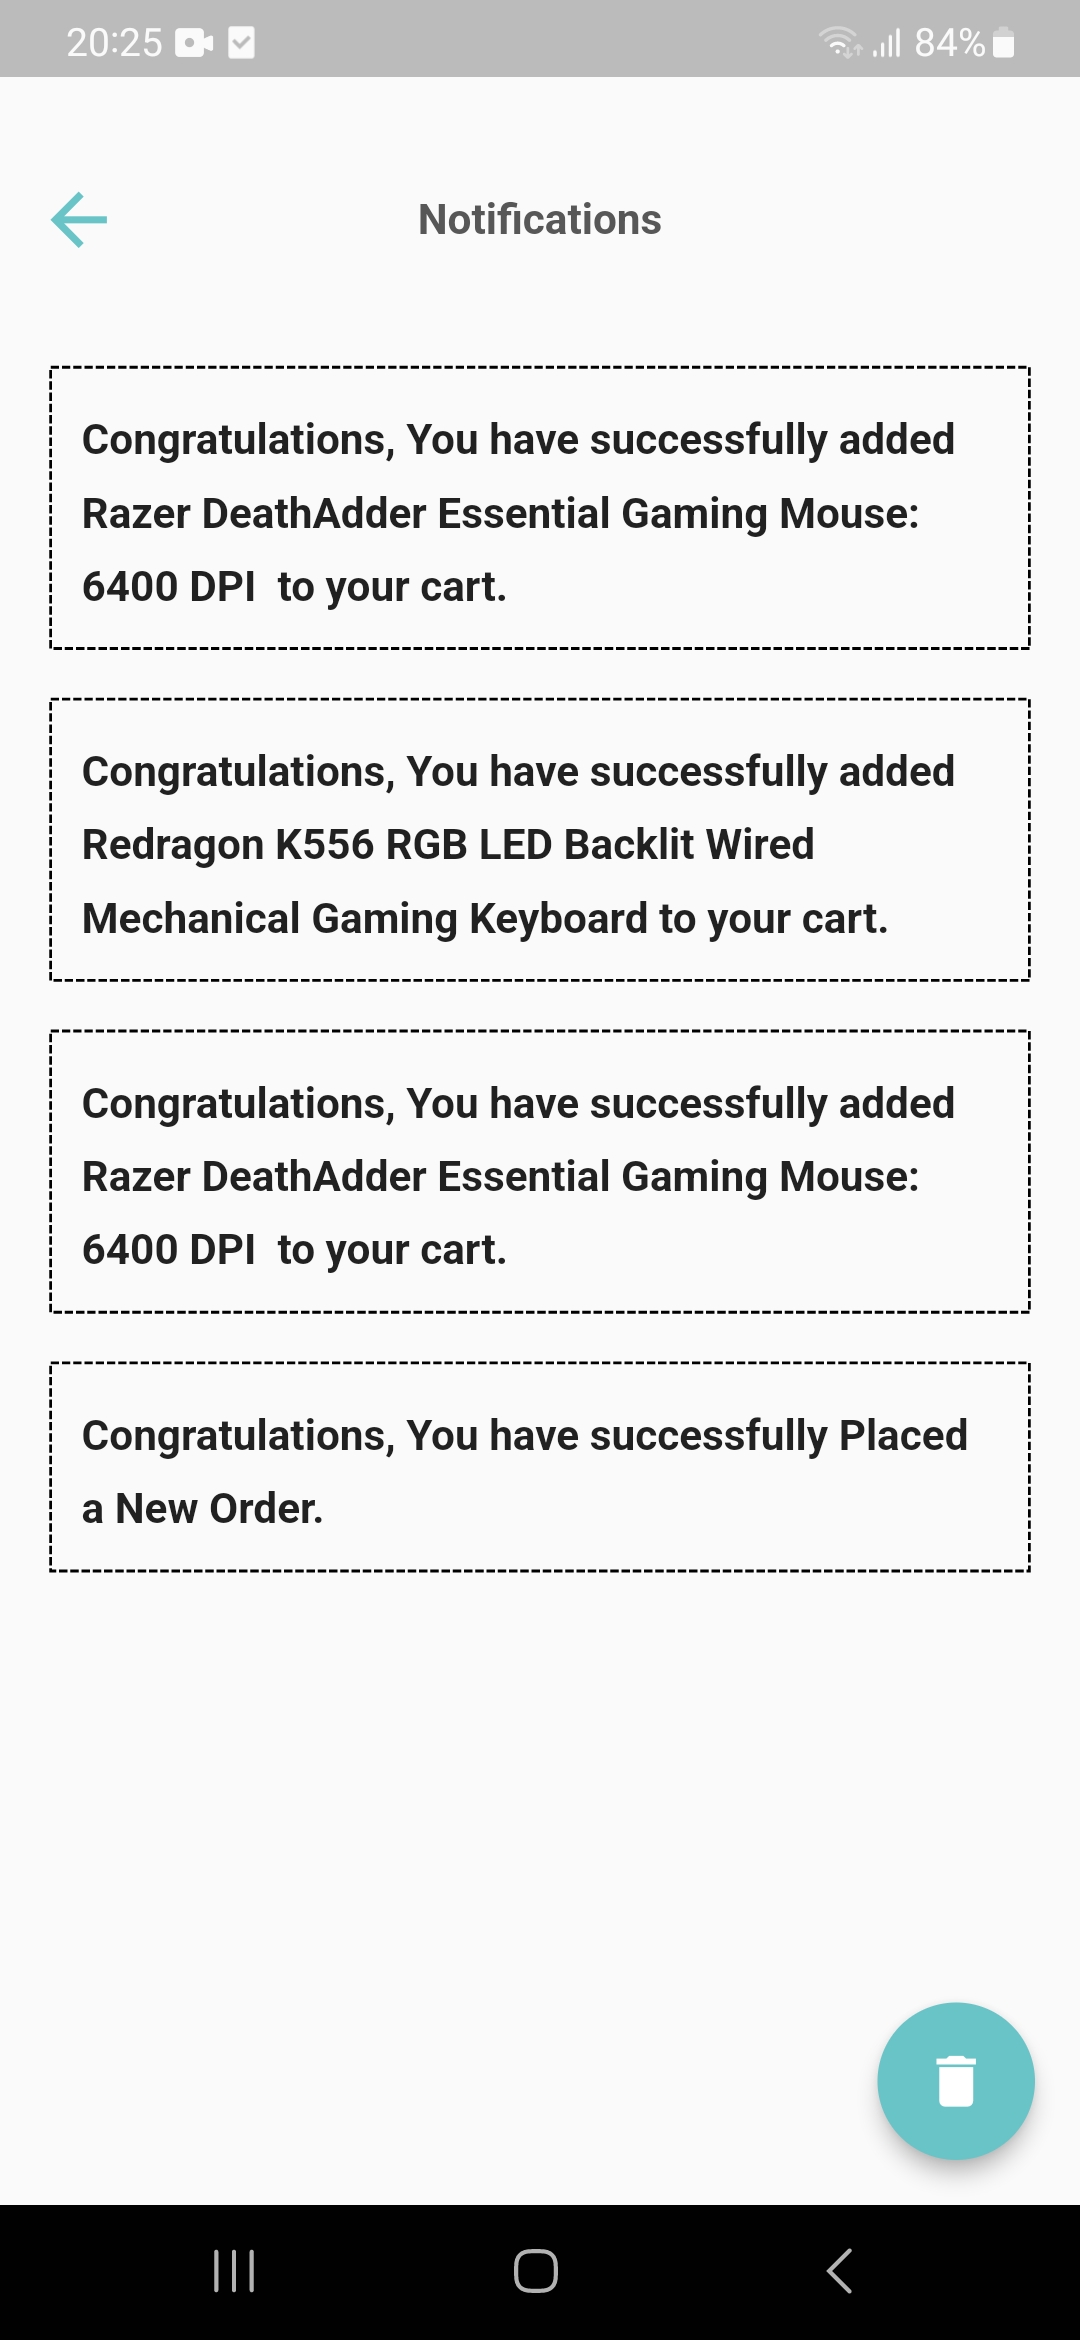 20:25
84%
Notifications
Congratulations, You have successfully added
Razer DeathAdder Essential Gaming Mouse:
6400 DPI  to your cart.
Congratulations, You have successfully added
Redragon K556 RGB LED Backlit Wired
Mechanical Gaming Keyboard to your cart.
Congratulations, You have successfully added
Razer DeathAdder Essential Gaming Mouse:
6400 DPI  to your cart.
Congratulations, You have successfully Placed
a New Order.